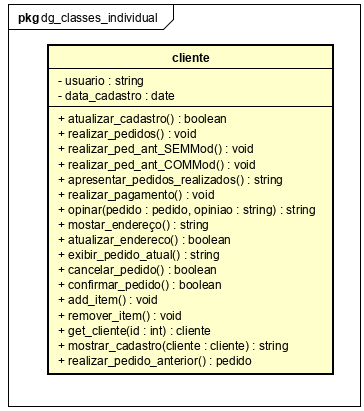 pkg dg_classes_individual
cliente
- usuario : string
- data_cadastro : date
+ atualizar_cadastro() : boolean
+ realizar_pedidos() : void
+ realizar_ped_ant_SEMMod() : void
+ realizar_ped_ant_COMMod() : void
+ apresentar_pedidos_realizados() : string
+ realizar_pagamento() : void
+ opinar(pedido : pedido, opiniao : string) : string
+ mostar_endereço() : string
+ atualizar_endereco() : boolean
+ exibir_pedido_atual() : string
+ cancelar_pedido() : boolean
+ confirmar_pedido() : boolean
+ add_item() : void
+ remover_item() : void
+ get_cliente(id : int) : cliente
+ mostrar_cadastro(cliente : cliente) : string
+ realizar_pedido_anterior() : pedido